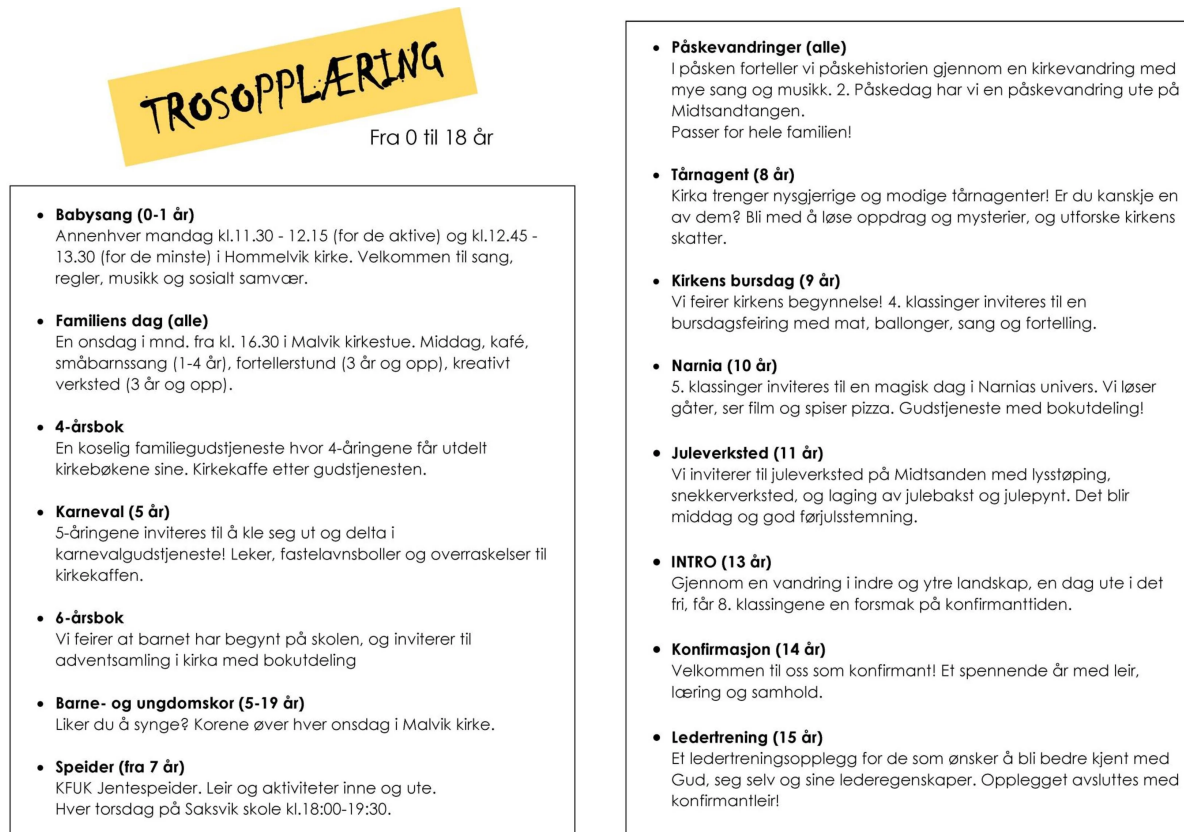 TROSOPPLÆRING
Fra 0 til 18 år
• Babysang (0-1 år)
Annenhver mandag kl.11.30 - 12.15 (for de aktive) og kl.12.45 -
13.30 (for de minste) i Hommelvik kirke. Velkommen til sang,
regler, musikk og sosialt samvær.
• Familiens dag (alle)
En onsdag i mnd. fra kl. 16.30 i Malvik kirkestue. Middag, kafé,
småbarnssang (1-4 år), fortellerstund (3 år og opp), kreativt
verksted (3 år og opp).
• 4-årsbok
En koselig familiegudstjeneste hvor 4-åringene får utdelt
kirkebøkene sine. Kirkekaffe etter gudstjenesten.
• Karneval (5 år)
5-åringene inviteres til å kle seg ut og delta i
karnevalgudstjeneste! Leker, fastelavnsboller og overraskelser til
kirkekaffen.
• 6-årsbok
Vi feirer at barnet har begynt på skolen, og inviterer til
adventsamling i kirka med bokutdeling
• Barne- og ungdomskor (5-19 år)
Liker du å synge? Korene øver hver onsdag i Malvik kirke.
• Speider (fra 7 år)
KFUK Jentespeider. Leir og aktiviteter inne og ute.
Hver torsdag på Saksvik skole kl.18:00-19:30.
• Påskevandringer (alle)
I påsken forteller vi påskehistorien gjennom en kirkevandring med
mye sang og musikk. 2. Påskedag har vi en påskevandring ute på
Midtsandtangen.
Passer for hele familien!
• Tårnagent (8 år)
Kirka trenger nysgjerrige og modige tårnagenter! Er du kanskje en
av dem? Bli med å løse oppdrag og mysterier, og utforske kirkens
skatter.
• Kirkens bursdag (9 år)
Vi feirer kirkens begynnelse! 4. klassinger inviteres til en
bursdagsfeiring med mat, ballonger, sang og fortelling.
• Narnia (10 år)
5. klassinger inviteres til en magisk dag i Narnias univers. Vi løser
gåter, ser film og spiser pizza. Gudstjeneste med bokutdeling!
• Juleverksted (11 år)
Vi inviterer til juleverksted på Midtsanden med lysstøping,
snekkerverksted, og laging av julebakst og julepynt. Det blir
middag og god førjulsstemning.
• INTRO (13 år)
Gjennom en vandring i indre og ytre landskap, en dag ute i det
fri, får 8. klassingene en forsmak på konfirmanttiden.
• Konfirmasjon (14 år)
Velkommen til oss som konfirmant! Et spennende år med leir,
læring og samhold.
• Ledertrening (15 år)
Et ledertreningsopplegg for de som ønsker å bli bedre kjent med
Gud, seg selv og sine lederegenskaper. Opplegget avsluttes med
konfirmantleir!